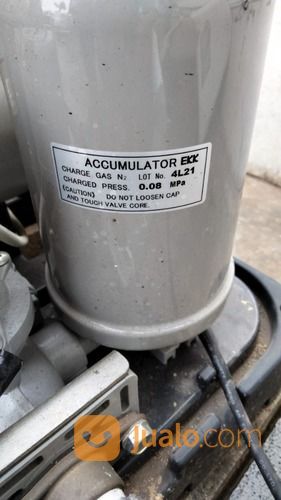 ACCUMULATOR EKK
CHARGE GAS N₂ LOT No. 4L21
CHARGED PRESS. 0.08 MPa
(CAUTION) DO NOT LOOSEN CAP
AND TOUCH VALVE CORE.
jualo.com